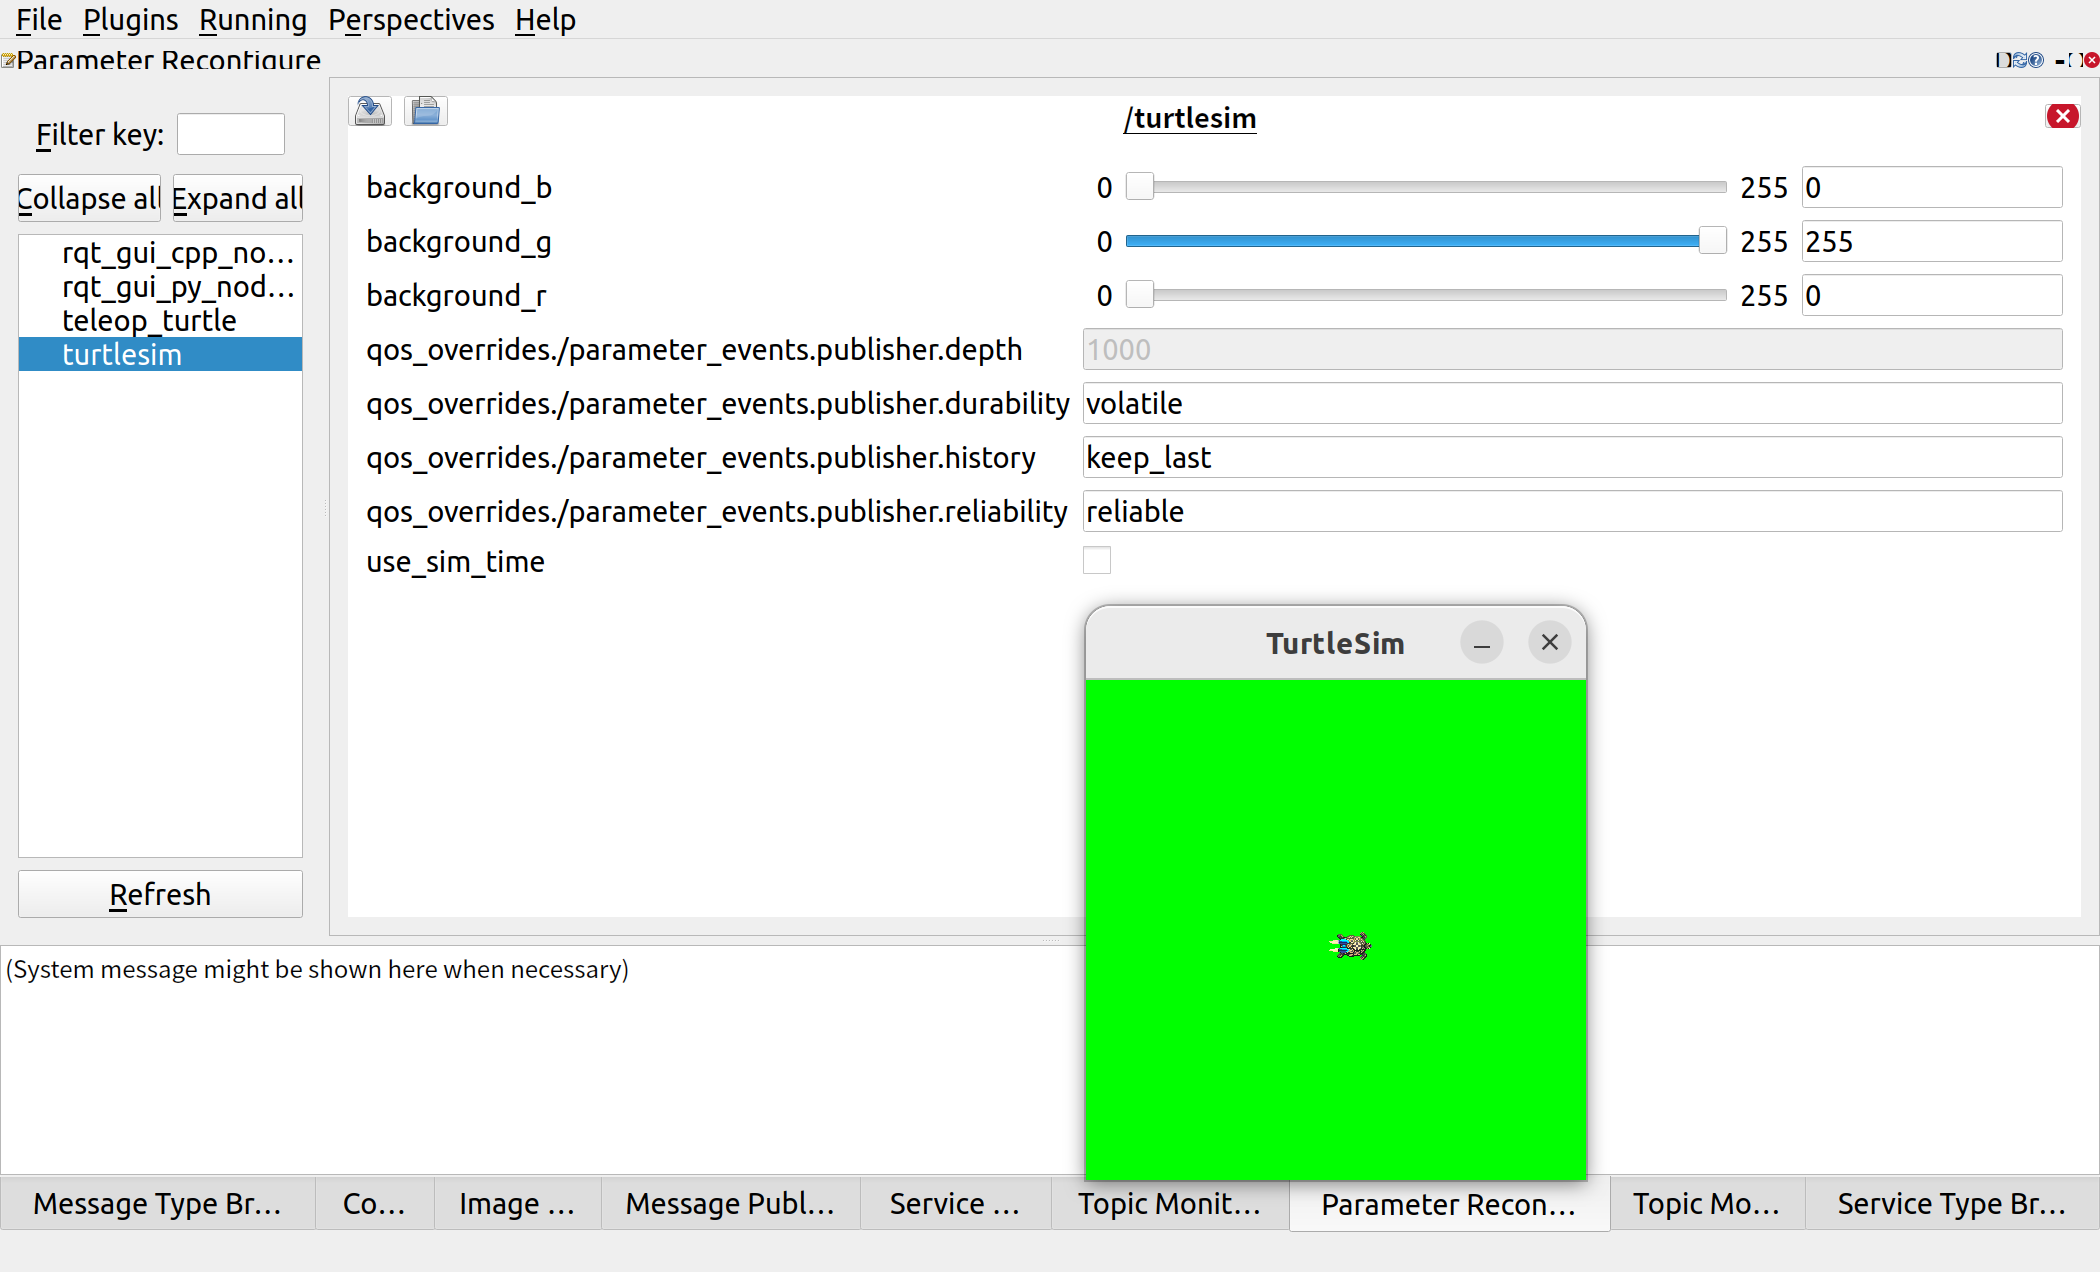 File Plugins Running Perspectives Help
Parameter Reconfigure
Filter key:
Collapse all Expand all
rqt_gui_cpp_no...
rqt_gui_py_nod...
teleop_turtle
turtlesim
Refresh
/turtlesim
background_b 0 255 0
background_g 0 255 255
background_r 0 255 0
qos_overrides./parameter_events.publisher.depth 1000
qos_overrides./parameter_events.publisher.durability volatile
qos_overrides./parameter_events.publisher.history keep_last
qos_overrides./parameter_events.publisher.reliability reliable
use_sim_time
TurtleSim
(System message might be shown here when necessary)
Message Type Br... Co... Image ... Message Publ... Service ... Topic Monit... Parameter Recon... Topic Mo... Service Type Br...